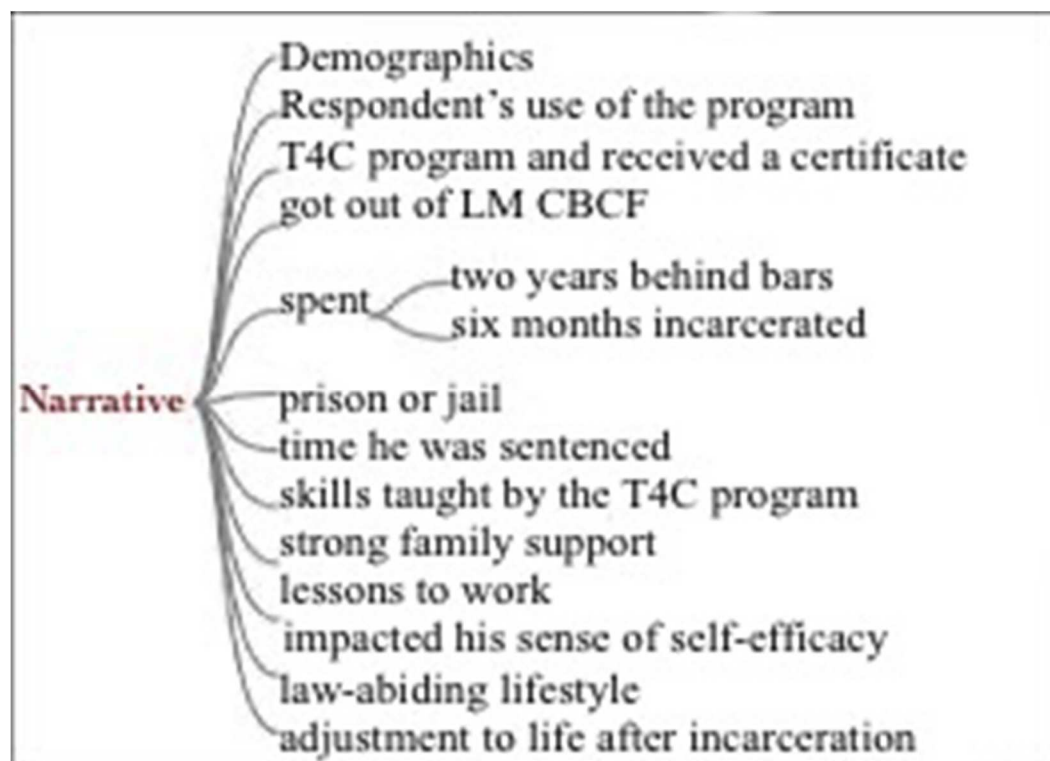 Demographics
Respondent's use of the program
T4C program and received a certificate
got out of LM CBCF
two years behind bars
spent
six months incarcerated
Narrative
prison or jail
time he was sentenced
skills taught by the T4C program
strong family support
lessons to work
impacted his sense of self-efficacy
law-abiding lifestyle
adjustment to life after incarceration